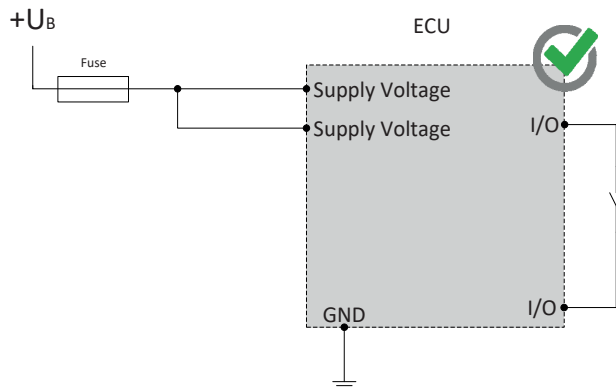 +UB
ECU
Fuse
Supply Voltage
Supply Voltage
I/O
I/O
GND